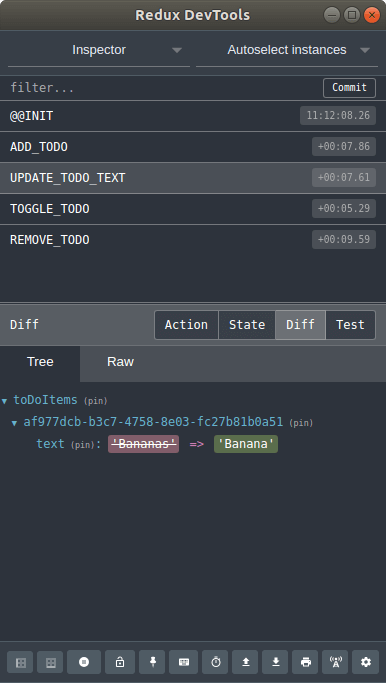 Redux DevTools
Inspector Autoselect instances
filter... Commit
@@INIT 11:12:08.26
ADD_TODO +00:07.86
UPDATE_TODO_TEXT +00:07.61
TOGGLE_TODO +00:05.29
REMOVE_TODO +00:09.59
Diff Action State Diff Test
Tree Raw
toDoItems (pin)
af977dcb-b3c7-4758-8e03-fc27b81b0a51 (pin)
text (pin): 'Bananas' => 'Banana'